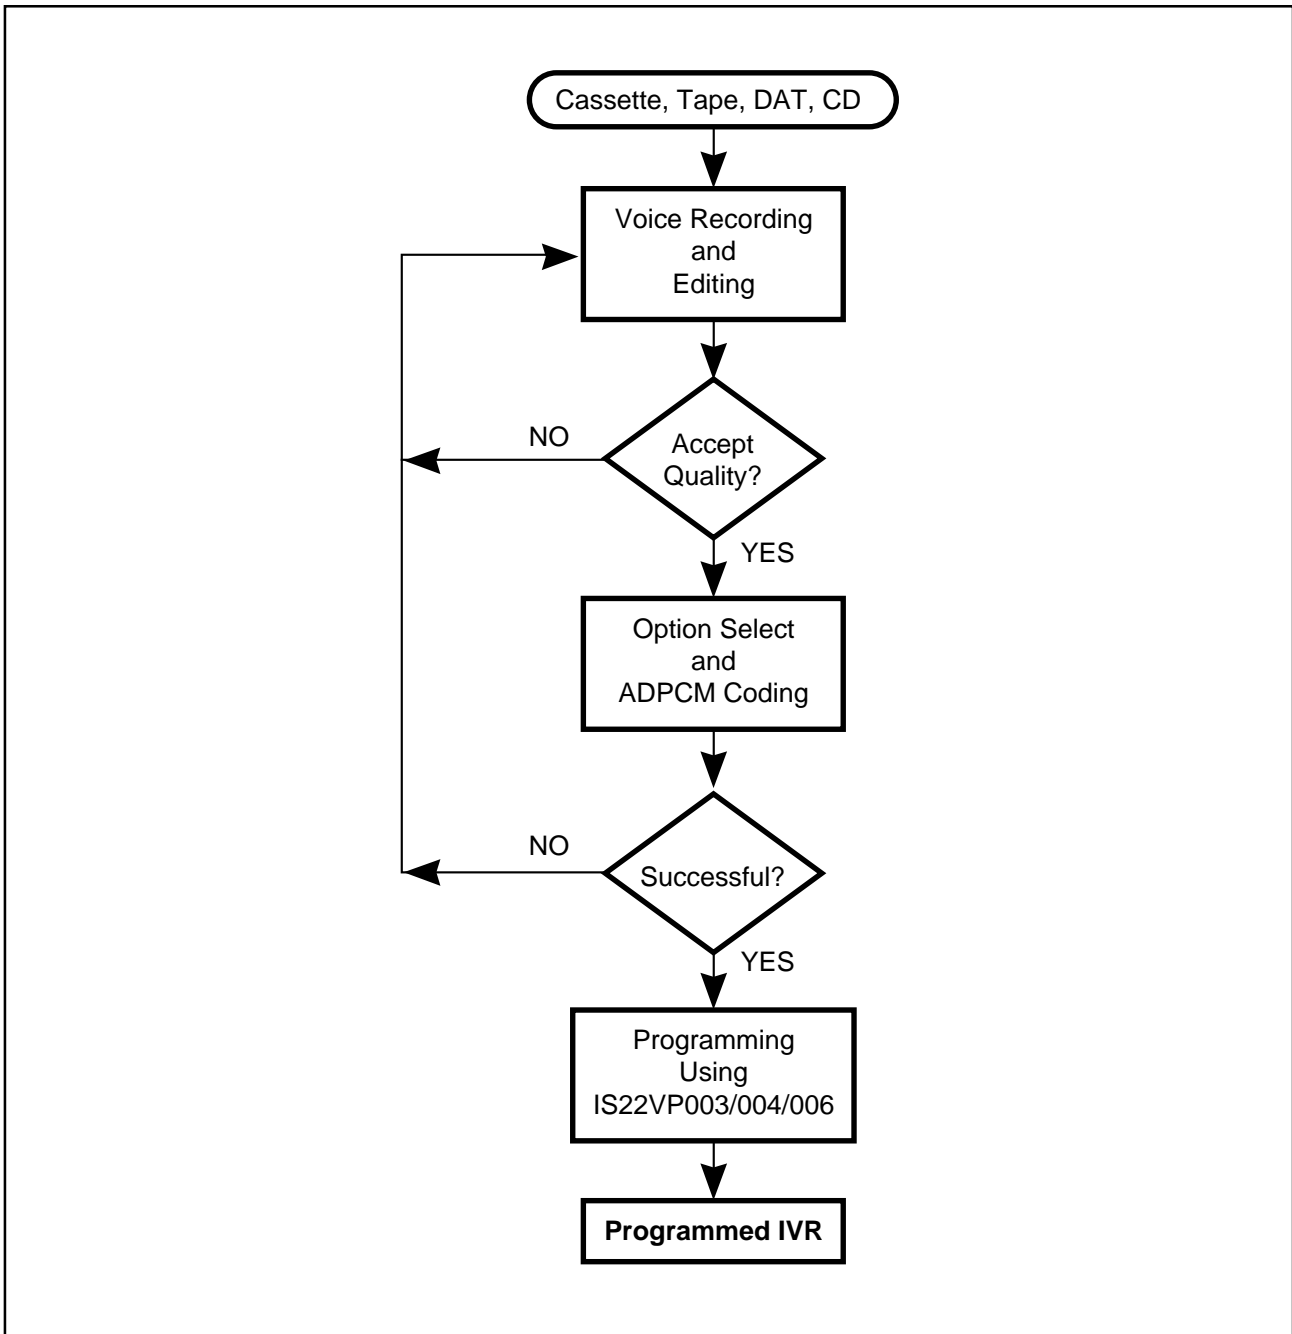 Cassette, Tape, DAT, CD
Voice Recording
and
Editing
NO
Accept
Quality?
YES
Option Select
and
ADPCM Coding
NO
Successful?
YES
Programming
Using
IS22VP003/004/006
Programmed IVR